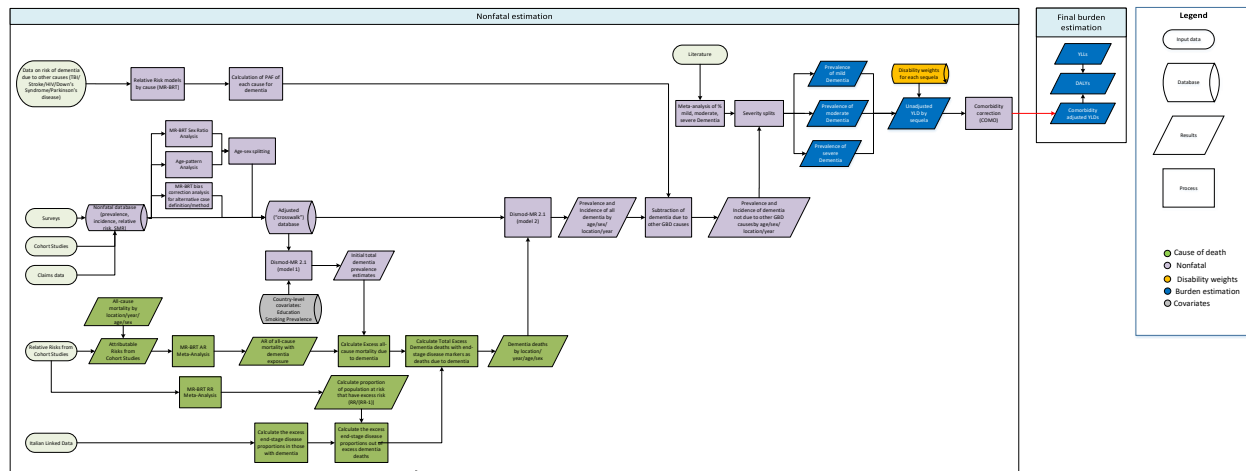 Nonfatal estimation
Data on risk of dementia
due to other causes (TBI/
Stroke/HIV/Down's
Syndrome/Parkinson's
disease)
Relative Risk models
by cause (MR-BRT)
Calculation of PAF of
each cause for
dementia
MR-BRT Sex Ratio
Analysis
Age-pattern
Analysis
MR-BRT bias
correction analysis
for alternative case
definition/method
Age-sex splitting
Surveys
Cohort Studies
Claims data
Nonfatal database
(prevalence,
incidence, relative
risk, SMR)
Adjusted
("crosswalk")
database
Dismod-MR 2.1
(model 1)
Initial total
dementia
prevalence
estimates
Country-level
covariates:
Education
Smoking Prevalence
Dismod-MR 2.1
(model 2)
Prevalence and
Incidence of all
dementia by
age/sex/
location/year
Subtraction of
dementia due to
other GBD causes
Prevalence and
Incidence of dementia
not due to other GBD
causes by age/sex/
location/year
Literature
Meta-analysis of %
mild, moderate,
severe Dementia
Severity splits
Prevalence
of mild
Dementia
Prevalence
of moderate
Dementia
Prevalence
of severe
Dementia
Disability weights
for each sequela
Unadjusted
YLD by
sequela
Comorbidity
correction
(COMO)
All-cause
mortality by
location/year/
age/sex
Relative Risks from
Cohort Studies
Attributable
Risks from
Cohort Studies
MR-BRT AR
Meta-Analysis
AR of all-cause
mortality with
dementia
exposure
Calculate Excess all-
cause mortality due to
dementia
Calculate Total Excess
Dementia deaths with end-
stage disease markers as
deaths due to dementia
Dementia deaths
by location/
year/age/sex
MR-BRT RR
Meta-Analysis
Calculate proportion
of population at risk
that have excess risk
[RR/(RR-1)]
Italian Linked Data
Calculate the excess
end-stage disease
proportions in those
with dementia
Calculate the excess
end-stage disease
proportions out of
excess dementia
deaths
Final burden
estimation
YLLs
DALYs
Comorbidity
adjusted YLDs
Legend
Input data
Database
Results
Process
Cause of death
Nonfatal
Disability weights
Burden estimation
Covariates